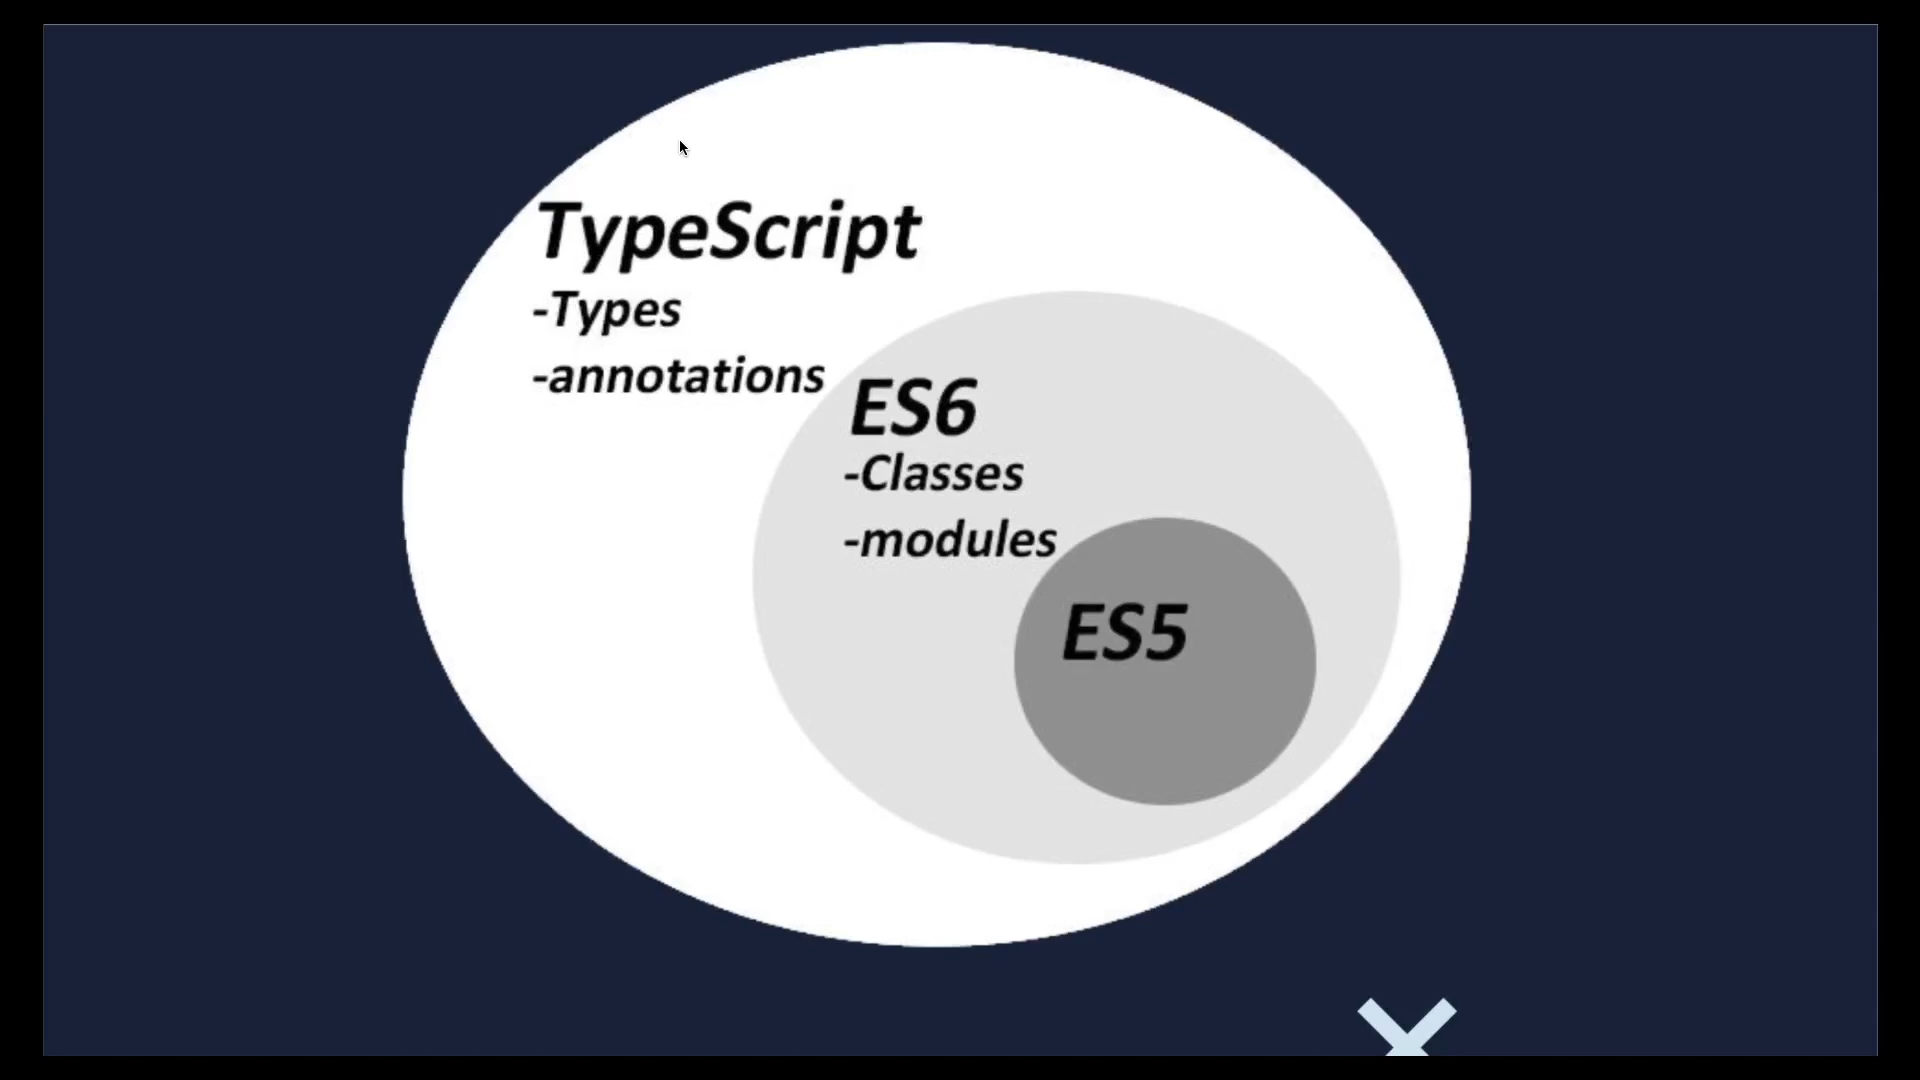 TypeScript
-Types
-annotations
ES6
-Classes
-modules
ES5